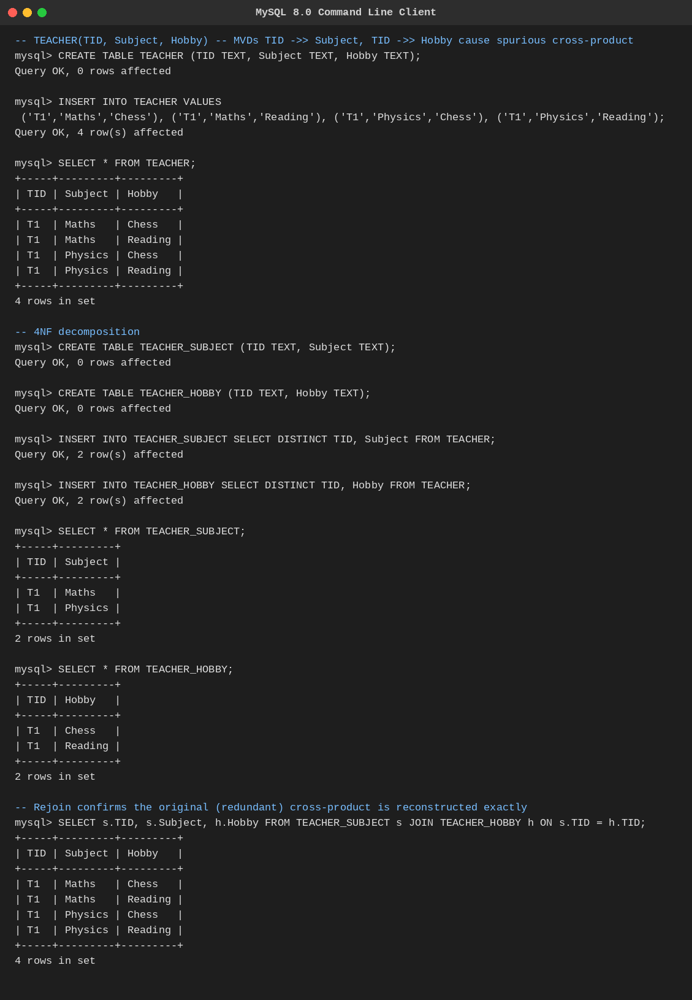 MySQL 8.0 Command Line Client
-- TEACHER(TID, Subject, Hobby) -- MVDs TID ->> Subject, TID ->> Hobby cause spurious cross-product
mysql> CREATE TABLE TEACHER (TID TEXT, Subject TEXT, Hobby TEXT);
Query OK, 0 rows affected
mysql> INSERT INTO TEACHER VALUES
 ('T1','Maths','Chess'), ('T1','Maths','Reading'), ('T1','Physics','Chess'), ('T1','Physics','Reading');
Query OK, 4 row(s) affected
mysql> SELECT * FROM TEACHER;
+-----+---------+---------+
| TID | Subject | Hobby   |
+-----+---------+---------+
| T1  | Maths   | Chess   |
| T1  | Maths   | Reading |
| T1  | Physics | Chess   |
| T1  | Physics | Reading |
+-----+---------+---------+
4 rows in set
-- 4NF decomposition
mysql> CREATE TABLE TEACHER_SUBJECT (TID TEXT, Subject TEXT);
Query OK, 0 rows affected
mysql> CREATE TABLE TEACHER_HOBBY (TID TEXT, Hobby TEXT);
Query OK, 0 rows affected
mysql> INSERT INTO TEACHER_SUBJECT SELECT DISTINCT TID, Subject FROM TEACHER;
Query OK, 2 row(s) affected
mysql> INSERT INTO TEACHER_HOBBY SELECT DISTINCT TID, Hobby FROM TEACHER;
Query OK, 2 row(s) affected
mysql> SELECT * FROM TEACHER_SUBJECT;
+-----+---------+
| TID | Subject |
+-----+---------+
| T1  | Maths   |
| T1  | Physics |
+-----+---------+
2 rows in set
mysql> SELECT * FROM TEACHER_HOBBY;
+-----+---------+
| TID | Hobby   |
+-----+---------+
| T1  | Chess   |
| T1  | Reading |
+-----+---------+
2 rows in set
-- Rejoin confirms the original (redundant) cross-product is reconstructed exactly
mysql> SELECT s.TID, s.Subject, h.Hobby FROM TEACHER_SUBJECT s JOIN TEACHER_HOBBY h ON s.TID = h.TID;
+-----+---------+---------+
| TID | Subject | Hobby   |
+-----+---------+---------+
| T1  | Maths   | Chess   |
| T1  | Maths   | Reading |
| T1  | Physics | Chess   |
| T1  | Physics | Reading |
+-----+---------+---------+
4 rows in set